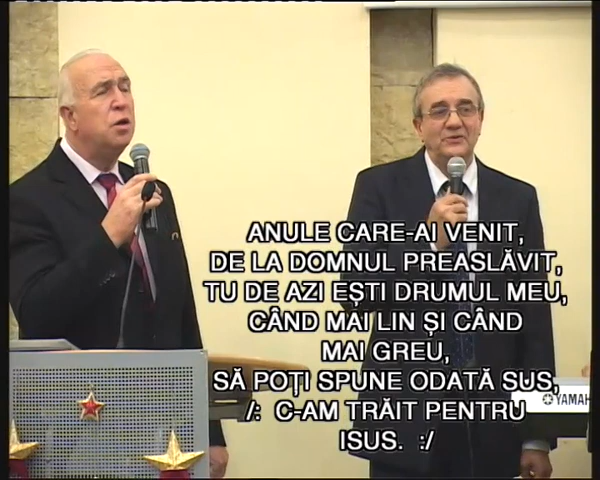 ANULE CARE-AI VENIT,
DE LA DOMNUL PREASLĂVIT,
TU DE AZI EȘTI DRUMUL MEU,
CÂND MAI LIN ȘI CÂND
MAI GREU,
SĂ POȚI SPUNE ODATĂ SUS,
/: C-AM TRĂIT PENTRU
ISUS. :/
YAMAH